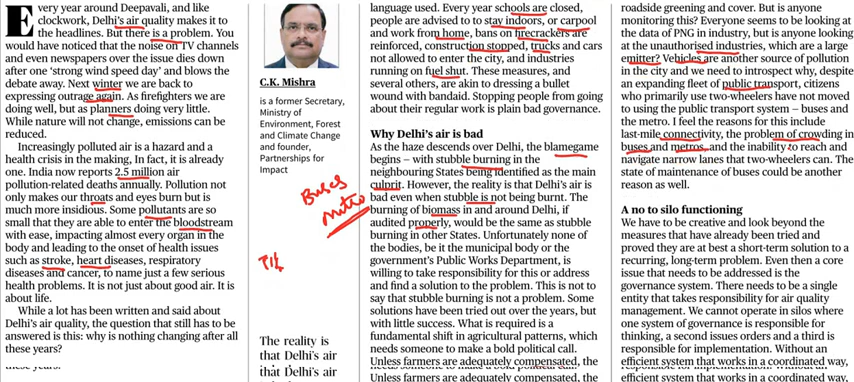 Every year around Deepavali, and like
clockwork, Delhi's air quality makes it to
the headlines. But there is a problem. You
would have noticed that the noise on TV channels
and even newspapers over the issue dies down
after one 'strong wind speed day' and blows the
debate away. Next winter we are back to
expressing outrage again. As firefighters we are
doing well, but as planners doing very little.
While nature will not change, emissions can be
reduced.
Increasingly polluted air is a hazard and a
health crisis in the making, In fact, it is already
one. India now reports 2.5 million air
pollution-related deaths annually. Pollution not
only makes our throats and eyes burn but is
much more insidious. Some pollutants are so
small that they are able to enter the bloodstream
with ease, impacting almost every organ in the
body and leading to the onset of health issues
such as stroke, heart diseases, respiratory
diseases and cancer, to name just a few serious
health problems. It is not just about good air. It is
about life.
While a lot has been written and said about
Delhi's air quality, the question that still has to be
answered is this: why is nothing changing after all
these years?
these years?
C.K. Mishra
is a former Secretary,
Ministry of
Environment, Forest
and Climate Change
and founder,
Partnerships for
Impact
Buses
Metro
The reality is
that Delhi's air
that Delhi's air
language used. Every year schools are closed,
people are advised to to stay indoors, or carpool
and work from home, bans on firecrackers are
reinforced, construction stopped, trucks and cars
not allowed to enter the city, and industries
running on fuel shut. These measures, and
several others, are akin to dressing a bullet
wound with bandaid. Stopping people from going
about their regular work is plain bad governance.
Why Delhi's air is bad
As the haze descends over Delhi, the blamegame
begins – with stubble burning in the
neighbouring States being identified as the main
culprit. However, the reality is that Delhi's air is
bad even when stubble is not being burnt. The
burning of biomass in and around Delhi, if
audited properly, would be the same as stubble
burning in other States. Unfortunately none of
the bodies, be it the municipal body or the
government's Public Works Department, is
willing to take responsibility for this or address
and find a solution to the problem. This is not to
say that stubble burning is not a problem. Some
solutions have been tried out over the years, but
with little success. What is required is a
fundamental shift in agricultural patterns, which
needs someone to make a bold political call.
Unless farmers are adequately compensated, the
needs someone to make a bold political call.
Unless farmers are adequately compensated, the
roadside greening and cover. But is anyone
monitoring this? Everyone seems to be looking at
the data of PNG in industry, but is anyone looking
at the unauthorised industries, which are a large
emitter? Vehicles are another source of pollution
in the city and we need to introspect why, despite
an expanding fleet of public transport, citizens
who primarily use two-wheelers have not moved
to using the public transport system – buses and
the metro. I feel the reasons for this include
last-mile connectivity, the problem of crowding in
buses and metros, and the inability to reach and
navigate narrow lanes that two-wheelers can. The
state of maintenance of buses could be another
reason as well.
A no to silo functioning
We have to be creative and look beyond the
measures that have already been tried and
proved they are at best a short-term solution to a
recurring, long-term problem. Even then a core
issue that needs to be addressed is the
governance system. There needs to be a single
entity that takes responsibility for air quality
management. We cannot operate in silos where
one system of governance is responsible for
thinking, a second issues orders and a third is
responsible for implementation. Without an
efficient system that works in a coordinated way,
efficient system that works in a coordinated way,